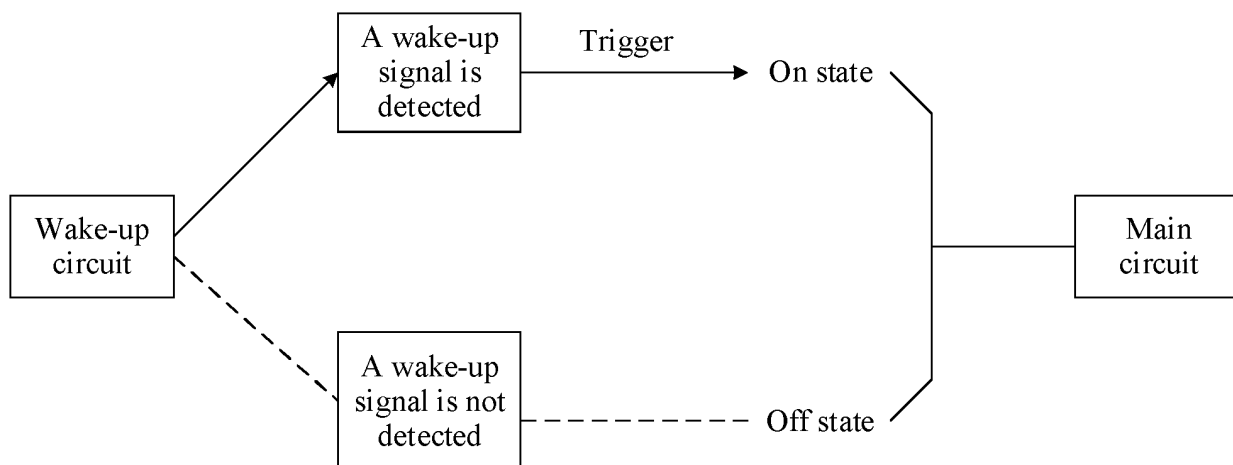 A wake-up
signal is
detected
Trigger
On state
Wake-up
circuit
Main
circuit
A wake-up
signal is not
detected
Off state